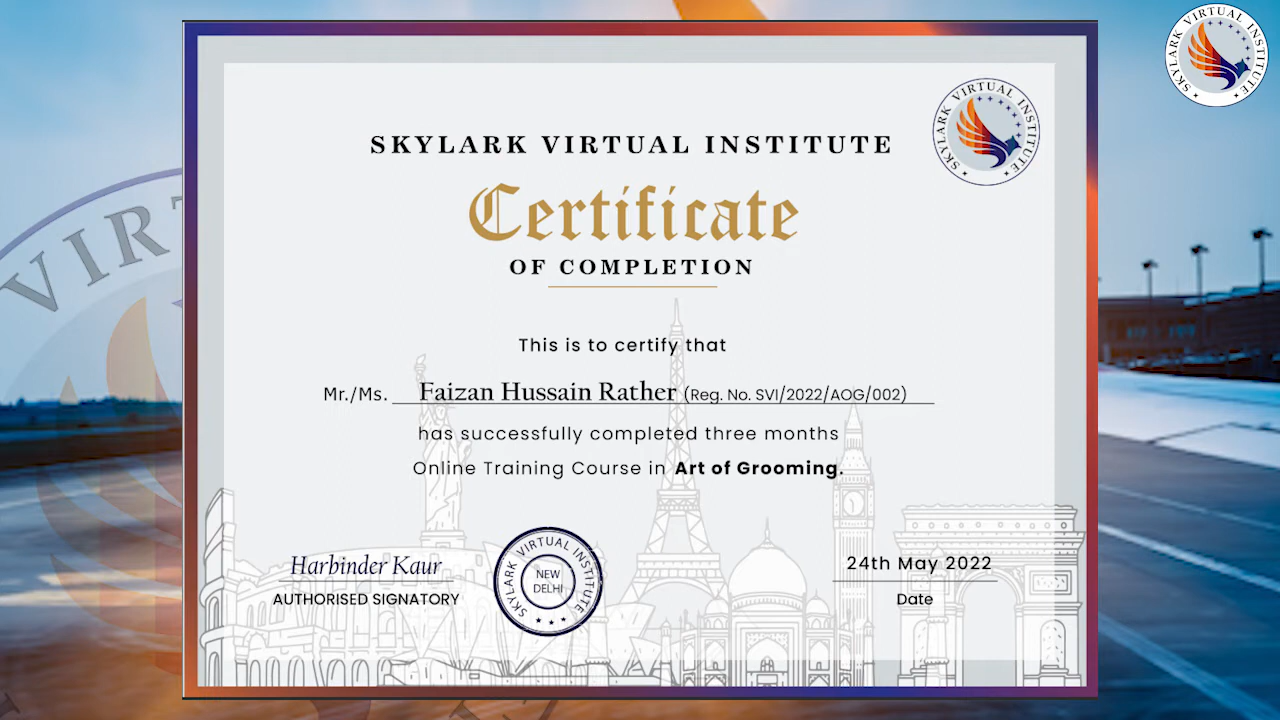 SKYLARK VIRTUAL INSTITUTE
SKYLARK VIRTUAL INSTITUTE
SKYLARK VIRTUAL INSTITUTE
Certificate
OF COMPLETION
VIRT
This is to certify that
Mr./Ms. Faizan Hussain Rather (Reg. No. SVI/2022/AOG/002)
has successfully completed three months
Online Training Course in Art of Grooming.
Harbinder Kaur
AUTHORISED SIGNATORY
SKYLARK VIRTUAL INSTITUTE
NEW
DELHI
24th May 2022
Date